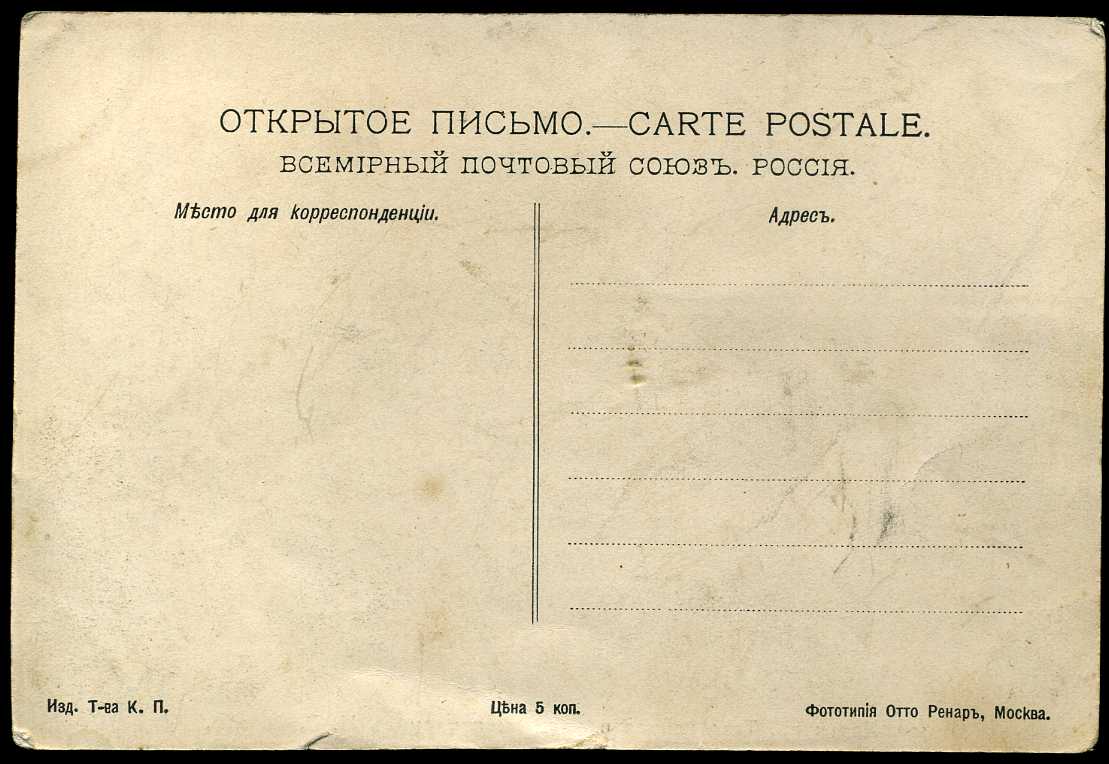 ОТКРЫТОЕ ПИСЬМО.—CARTE POSTALE.
ВСЕМІРНЫЙ ПОЧТОВЫЙ СОЮЗЪ. РОССІЯ.
Мѣсто для корреспонденціи.
Адресъ.
Изд. Т-ва К. П.
Цѣна 5 коп.
Фототипія Отто Ренаръ, Москва.